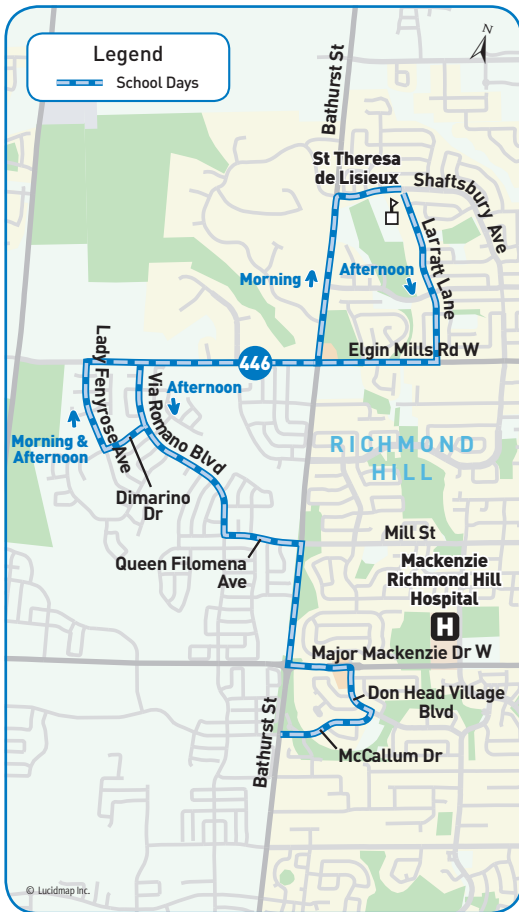 Legend
School Days
N
Bathurst St
St Theresa
de Lisieux
Shaftsbury Ave
Morning
Afternoon
Larratt Lane
Elgin Mills Rd W
446
Lady Fenyrose Ave
Via Romano Blvd
Afternoon
Morning &
Afternoon
RICHMOND
HILL
Dimarino
Dr
Queen Filomena
Ave
Mill St
Mackenzie
Richmond Hill
Hospital
H
Major Mackenzie Dr W
Don Head Village
Blvd
Bathurst St
McCallum Dr
© Lucidmap Inc.